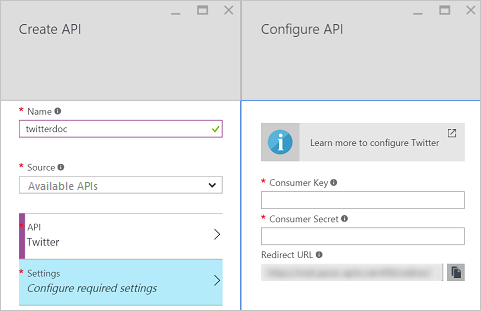 Create API
* Name
twitterdoc
* Source
Available APIs
* API
Twitter
* Settings
Configure required settings
Configure API
Learn more to configure Twitter
* Consumer Key
* Consumer Secret
Redirect URL